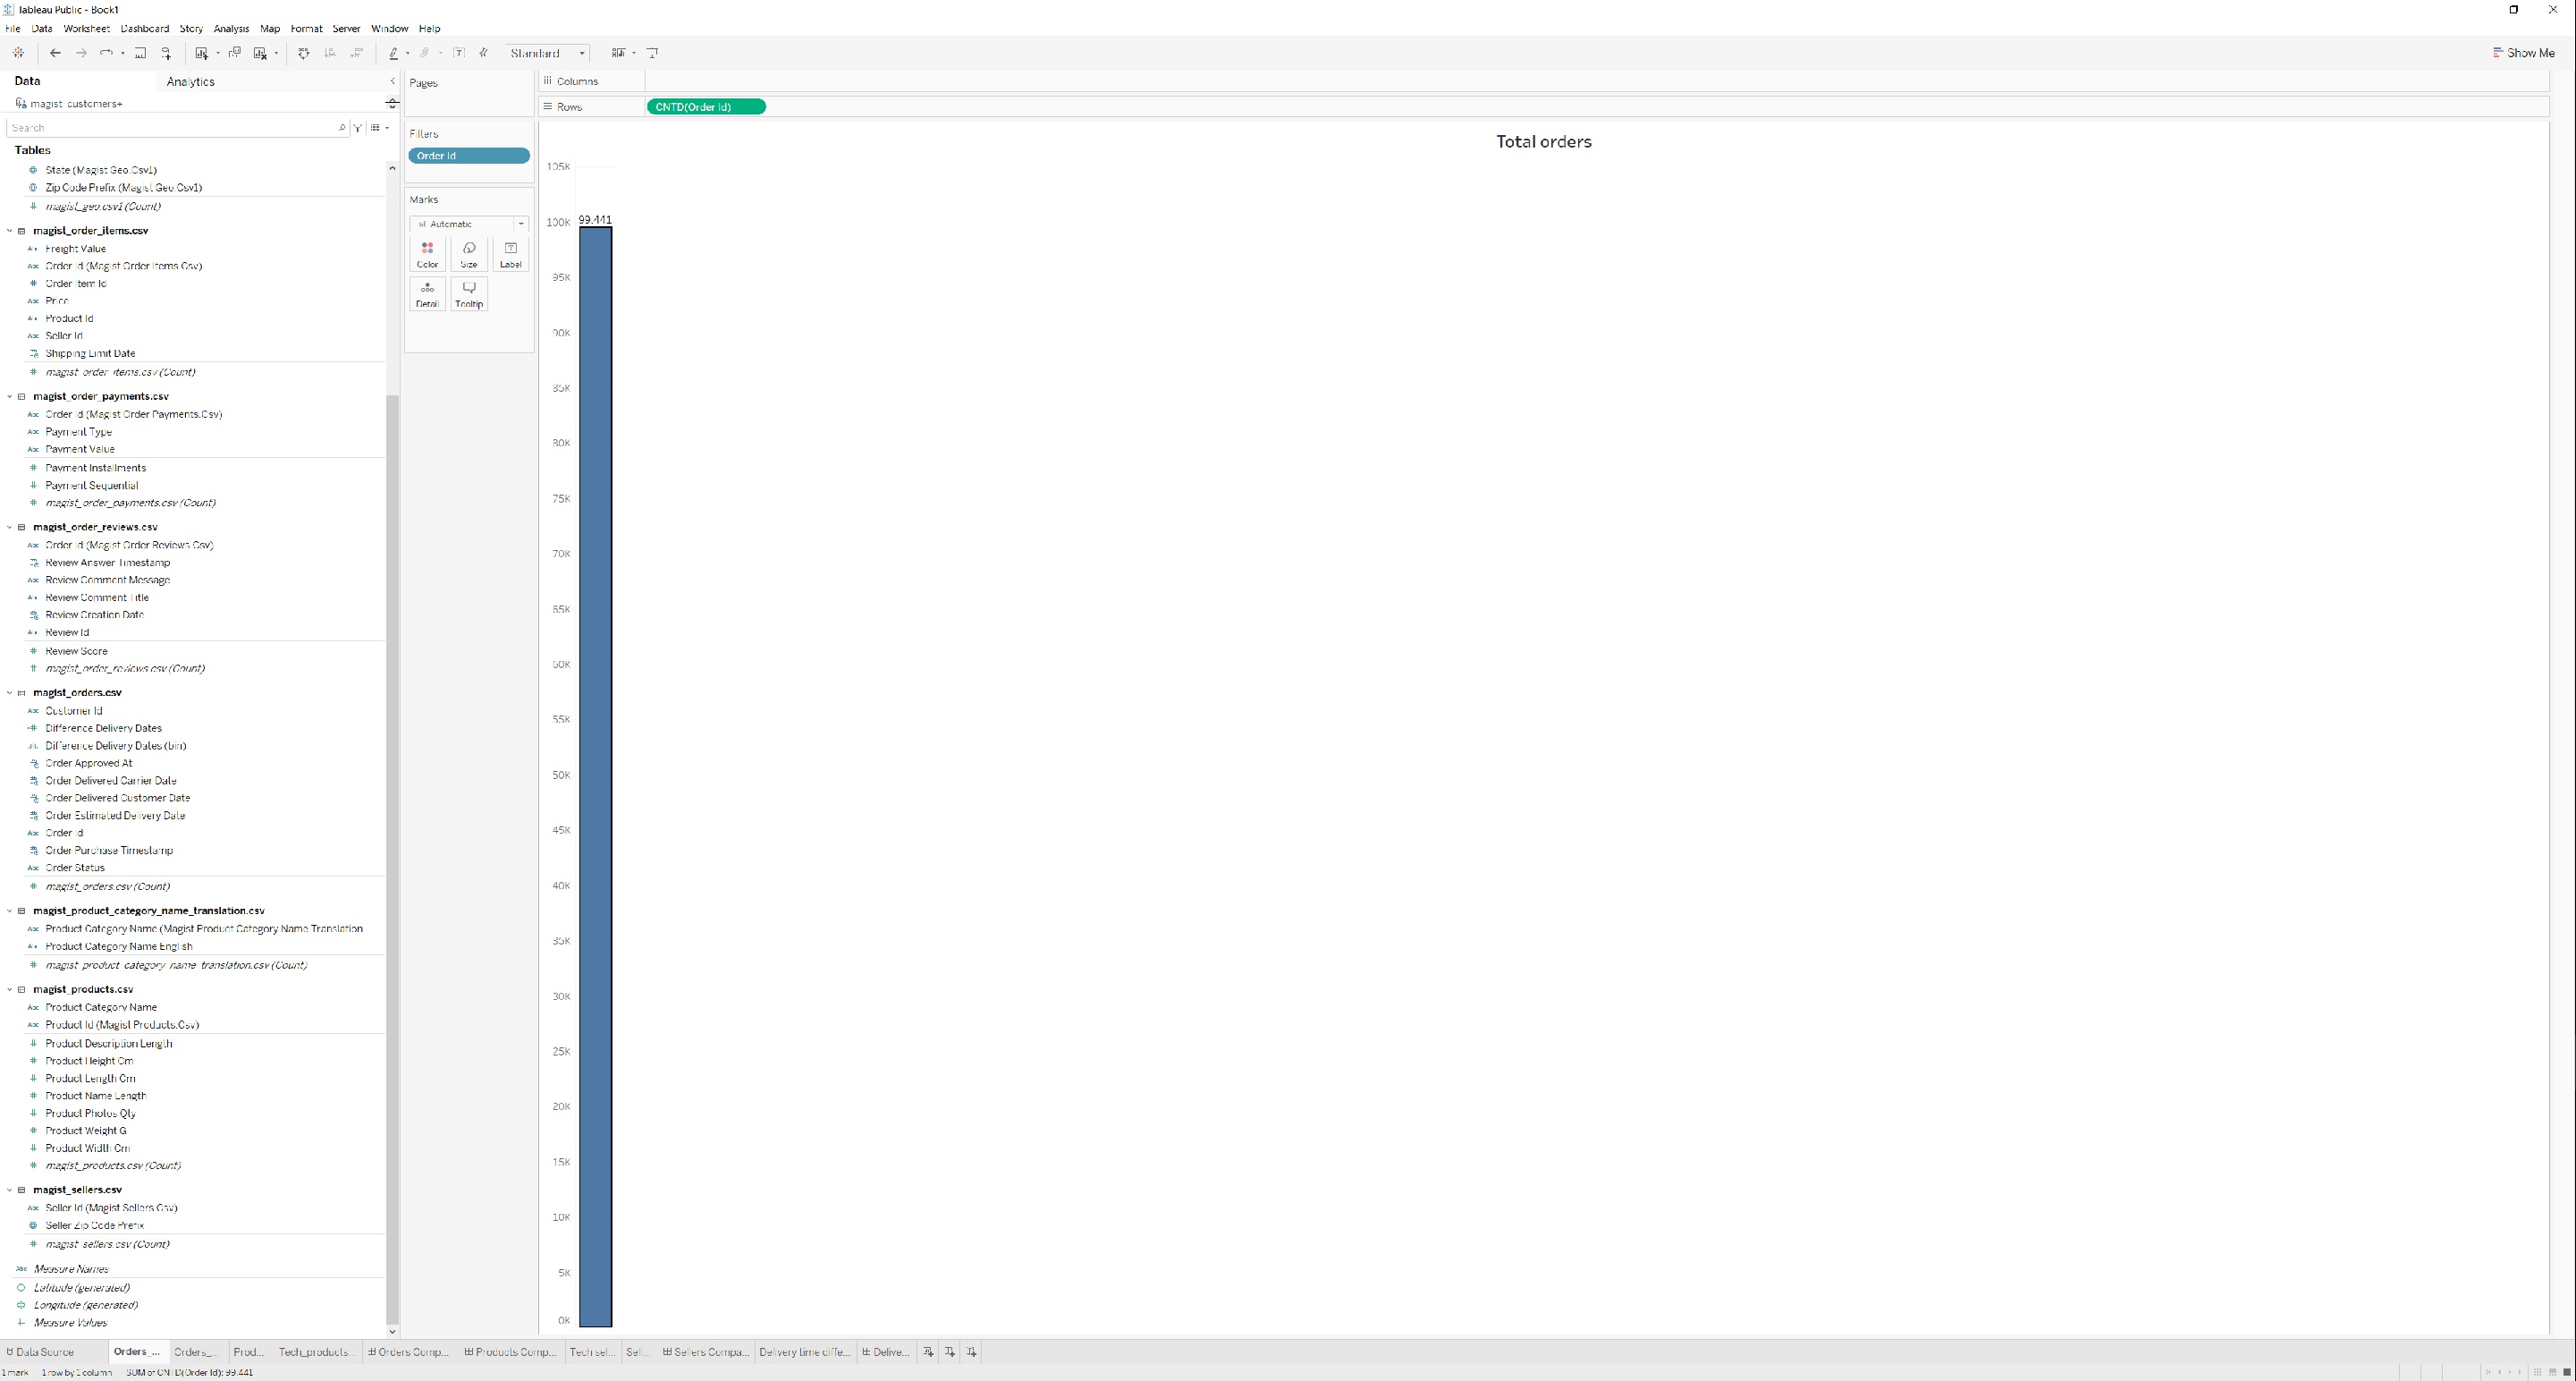 Tableau Public - Book1
File Data Worksheet Dashboard Story Analysis Map Format Server Window Help
Standard
Show Me
Data Analytics
magist_customers+
Search
Tables
State (Magist Geo.Csv1)
Zip Code Prefix (Magist Geo.Csv1)
magist_geo.csv1 (Count)
magist_order_items.csv
Freight Value
Order Id (Magist Order Items.Csv)
Order Item Id
Price
Product Id
Seller Id
Shipping Limit Date
magist_order_items.csv (Count)
magist_order_payments.csv
Order Id (Magist Order Payments.Csv)
Payment Type
Payment Value
Payment Installments
Payment Sequential
magist_order_payments.csv (Count)
magist_order_reviews.csv
Order Id (Magist Order Reviews.Csv)
Review Answer Timestamp
Review Comment Message
Review Comment Title
Review Creation Date
Review Id
Review Score
magist_order_reviews.csv (Count)
magist_orders.csv
Customer Id
Difference Delivery Dates
Difference Delivery Dates (bin)
Order Approved At
Order Delivered Carrier Date
Order Delivered Customer Date
Order Estimated Delivery Date
Order Id
Order Purchase Timestamp
Order Status
magist_orders.csv (Count)
magist_product_category_name_translation.csv
Product Category Name (Magist Product Category Name Translation
Product Category Name English
magist_product_category_name_translation.csv (Count)
magist_products.csv
Product Category Name
Product Id (Magist Products.Csv)
Product Description Length
Product Height Cm
Product Length Cm
Product Name Length
Product Photos Qty
Product Weight G
Product Width Cm
magist_products.csv (Count)
magist_sellers.csv
Seller Id (Magist Sellers.Csv)
Seller Zip Code Prefix
magist_sellers.csv (Count)
Measure Names
Latitude (generated)
Longitude (generated)
Measure Values
Pages
Filters
Order Id
Marks
Automatic
Color Size Label
Detail Tooltip
Columns
Rows CNTD(Order Id)
Total orders
105K
100K
99.441
95K
90K
85K
80K
75K
70K
65K
60K
55K
50K
45K
40K
35K
30K
25K
20K
15K
10K
5K
0K
Data Source Orders_... Orders_... Prod... Tech_products... Orders Comp... Products Comp... Tech sel... Sell... Sellers Compa... Delivery time diffe... Delive...
1 mark 1 row by 1 column SUM of CNTD(Order Id): 99.441